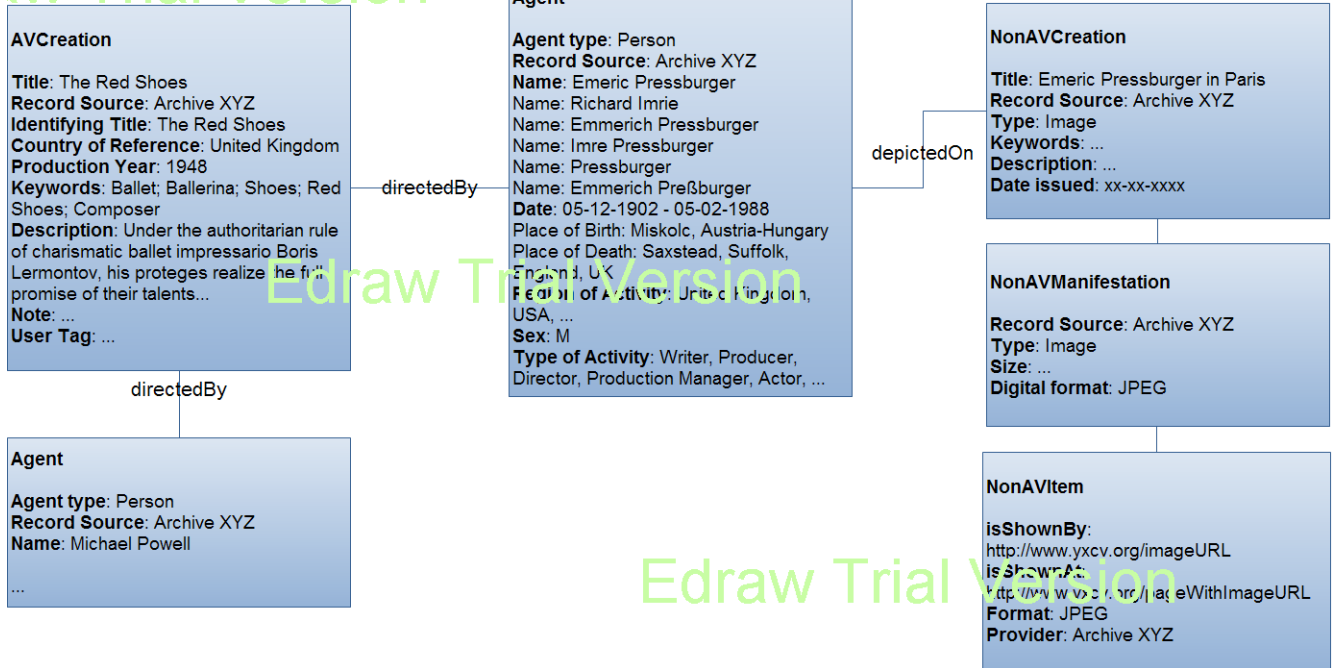 AVCreation
Title: The Red Shoes
Record Source: Archive XYZ
Identifying Title: The Red Shoes
Country of Reference: United Kingdom
Production Year: 1948
Keywords: Ballet; Ballerina; Shoes; Red
Shoes; Composer
Description: Under the authoritarian rule
of charismatic ballet impressario Boris
Lermontov, his proteges realize the full
promise of their talents...
Note: ...
User Tag: ...
directedBy
Agent
Agent type: Person
Record Source: Archive XYZ
Name: Michael Powell
...
directedBy
Agent
Agent type: Person
Record Source: Archive XYZ
Name: Emeric Pressburger
Name: Richard Imrie
Name: Emmerich Pressburger
Name: Imre Pressburger
Name: Pressburger
Name: Emmerich Preßburger
Date: 05-12-1902 - 05-02-1988
Place of Birth: Miskolc, Austria-Hungary
Place of Death: Saxstead, Suffolk,
England, UK
Region of Activity: United Kingdom,
USA, ...
Sex: M
Type of Activity: Writer, Producer,
Director, Production Manager, Actor, ...
depictedOn
NonAVCreation
Title: Emeric Pressburger in Paris
Record Source: Archive XYZ
Type: Image
Keywords: ...
Description: ...
Date issued: xx-xx-xxxx
NonAVManifestation
Record Source: Archive XYZ
Type: Image
Size: ...
Digital format: JPEG
NonAVItem
isShownBy:
http://www.yxcv.org/imageURL
isShownAt:
http://www.yxcv.org/pageWithImageURL
Format: JPEG
Provider: Archive XYZ
Trial Version
Edraw Trial Version
Edraw Trial Version